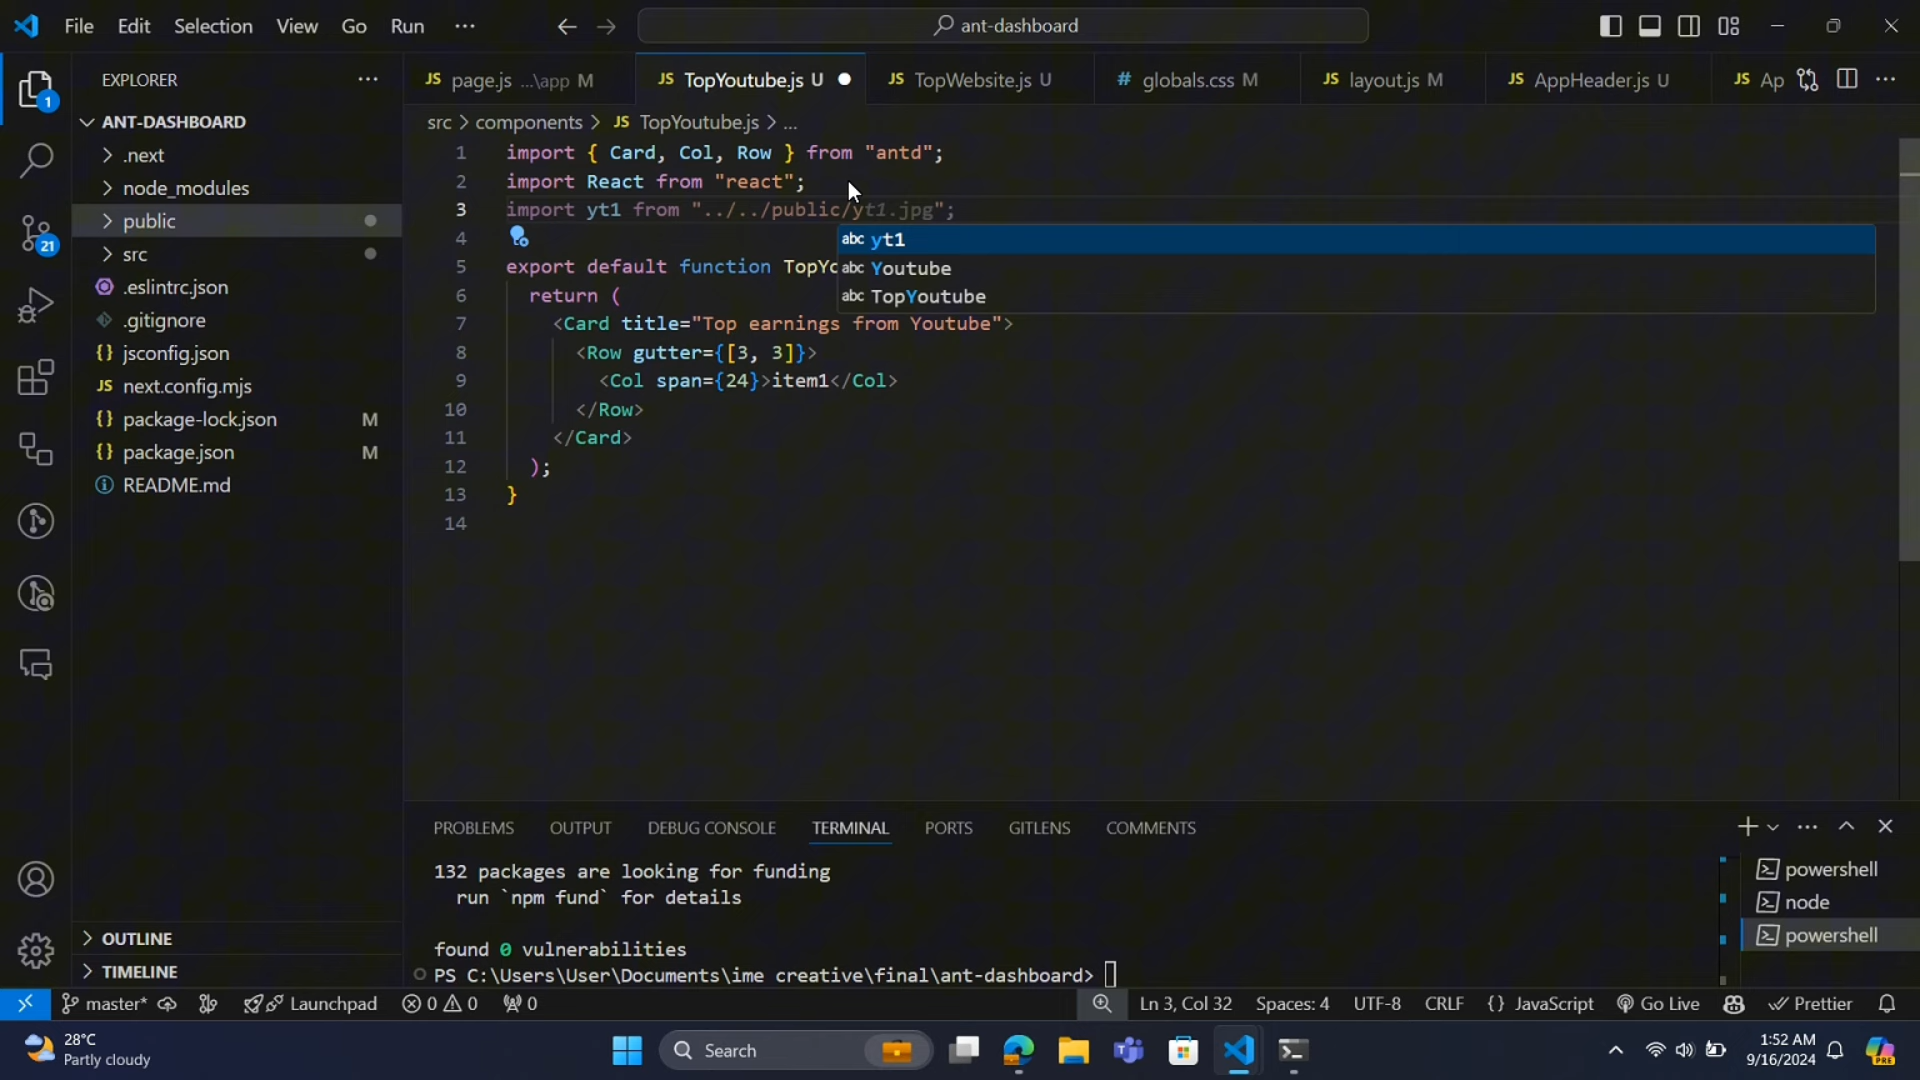 File Edit Selection View Go Run ... ant-dashboard
EXPLORER ...
1
21
ANT-DASHBOARD
.next
node_modules
public
src
.eslintrc.json
.gitignore
{} jsconfig.json
JS next.config.mjs
{} package-lock.json M
{} package.json M
README.md
OUTLINE
TIMELINE
JS page.js ...\app M
JS TopYoutube.js U
JS TopWebsite.js U
# globals.css M
JS layout.js M
JS AppHeader.js U
JS Ap
src > components > JS TopYoutube.js > ...
1 import { Card, Col, Row } from "antd";
2 import React from "react";
3 import yt1 from "../../public/yt1.jpg";
4
abc yt1
5 export default function TopYo
abc Youtube
6 return (
abc TopYoutube
7 <Card title="Top earnings from Youtube">
8 <Row gutter={[3, 3]}>
9 <Col span={24}>item1</Col>
10 </Row>
11 </Card>
12 );
13 }
14
PROBLEMS OUTPUT DEBUG CONSOLE TERMINAL PORTS GITLENS COMMENTS
132 packages are looking for funding
run `npm fund` for details
found 0 vulnerabilities
PS C:\Users\User\Documents\ime creative\final\ant-dashboard>
powershell
node
powershell
master* Launchpad 0 0 0 Ln 3, Col 32 Spaces: 4 UTF-8 CRLF {} JavaScript Go Live Prettier
28°C
Partly cloudy
Search
1:52 AM
9/16/2024
PRE